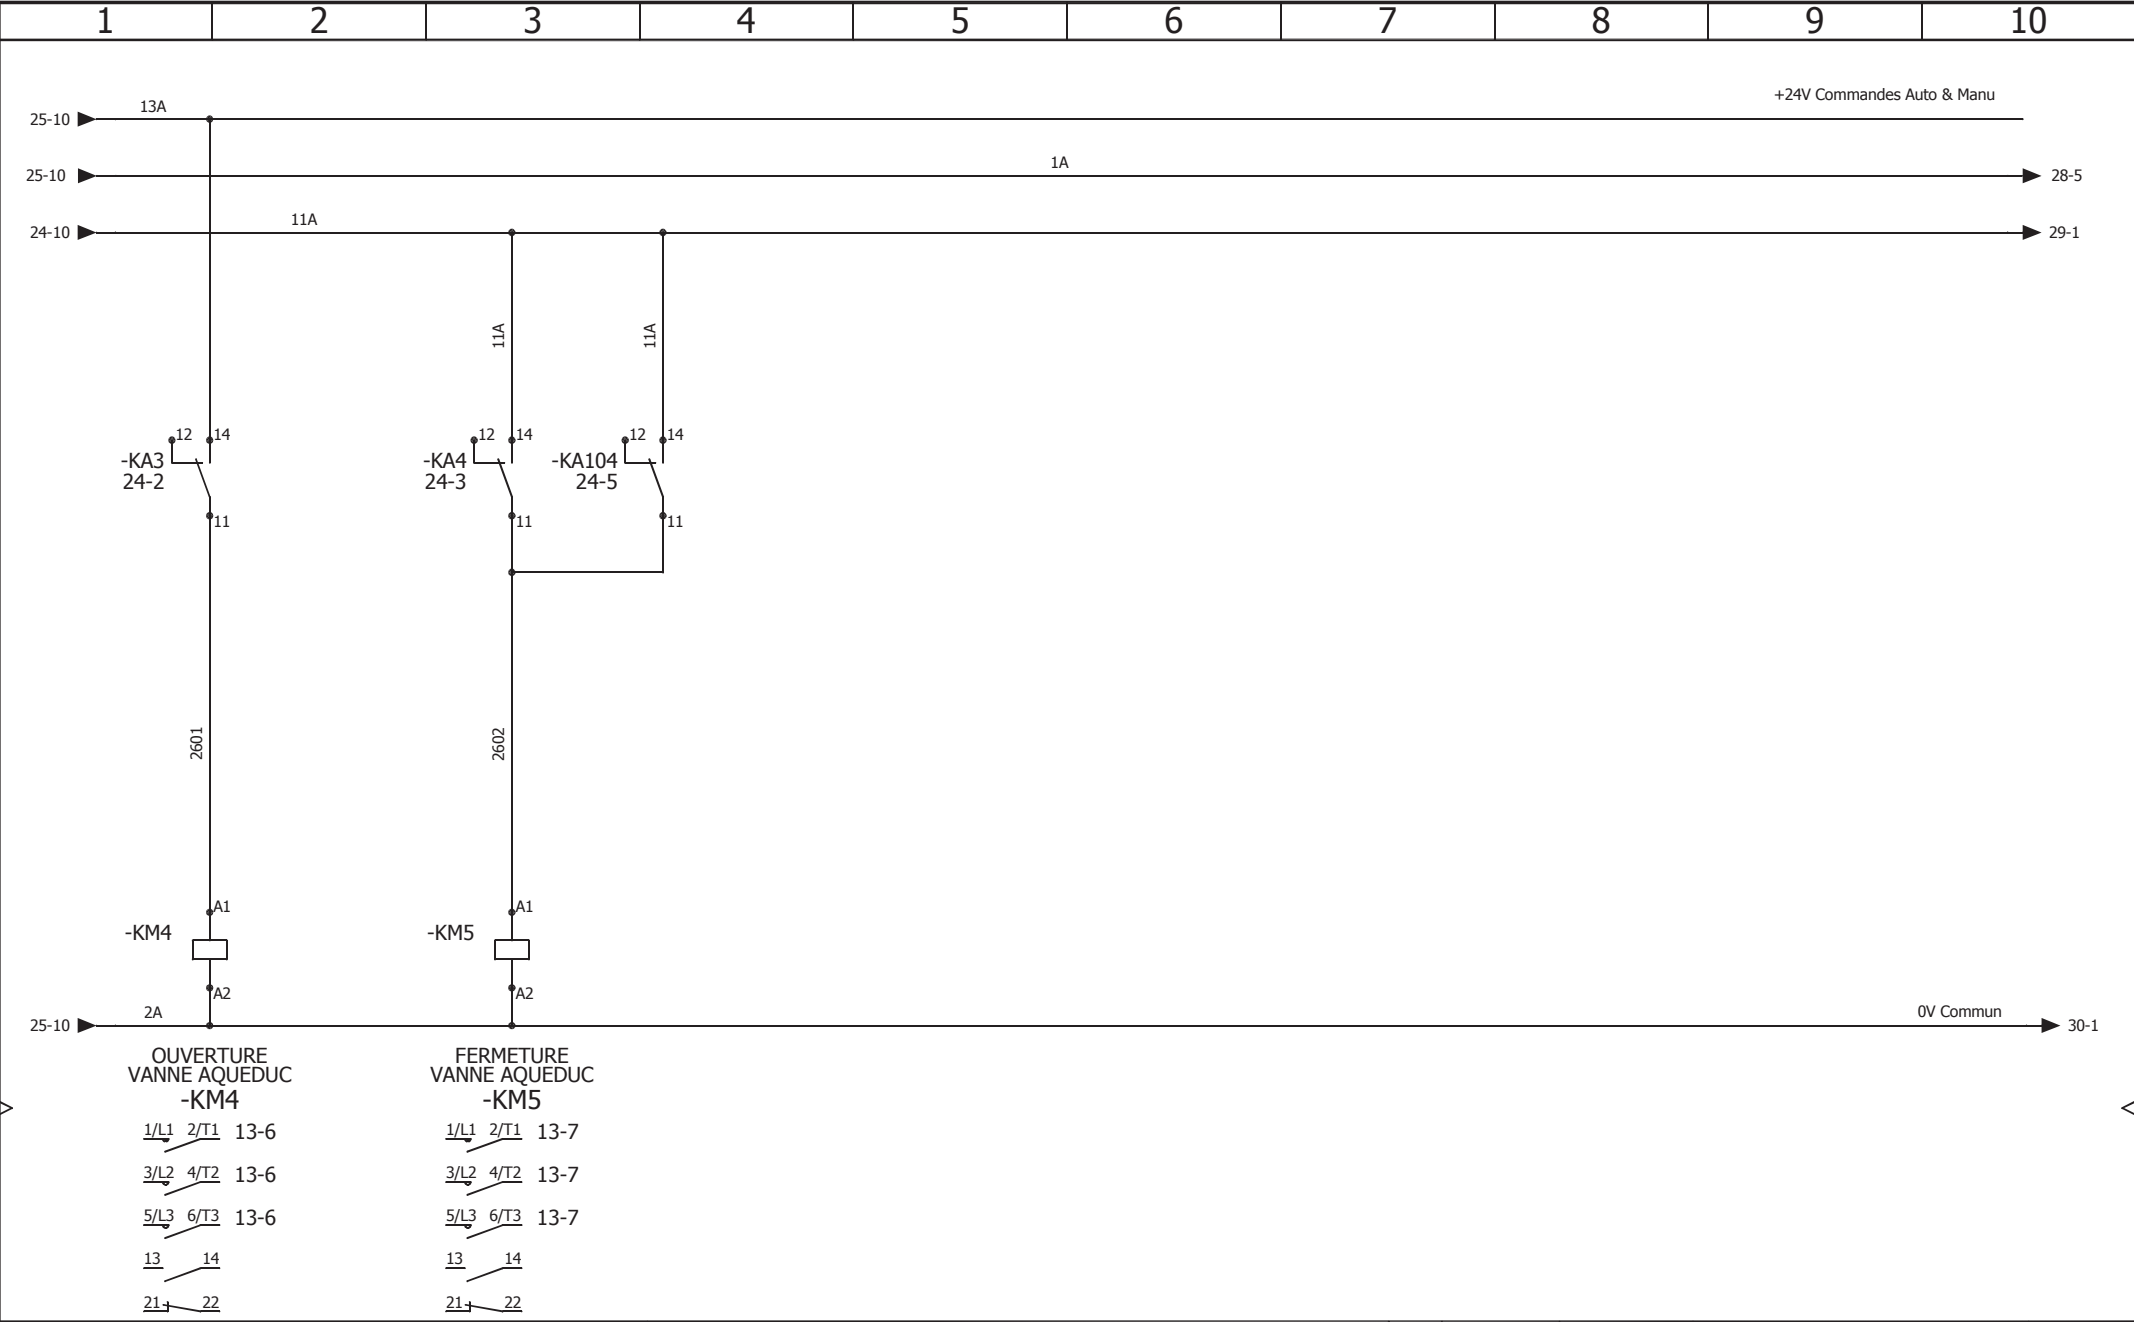 1 2 3 4 5 6 7 8 9 10
+24V Commandes Auto & Manu
13A
25-10
1A
25-10 28-5
11A
24-10 29-1
11A 11A
12 14 12 14 12 14
-KA3 -KA4 -KA104
24-2 24-3 24-5
11 11 11
2601 2602
A1 A1
-KM4 -KM5
A2 A2
2A 0V Commun
25-10 30-1
OUVERTURE FERMETURE
VANNE AQUEDUC VANNE AQUEDUC
-KM4 -KM5
1/L1 2/T1 13-6 1/L1 2/T1 13-7
3/L2 4/T2 13-6 3/L2 4/T2 13-7
5/L3 6/T3 13-6 5/L3 6/T3 13-7
13 14 13 14
21 22 21 22